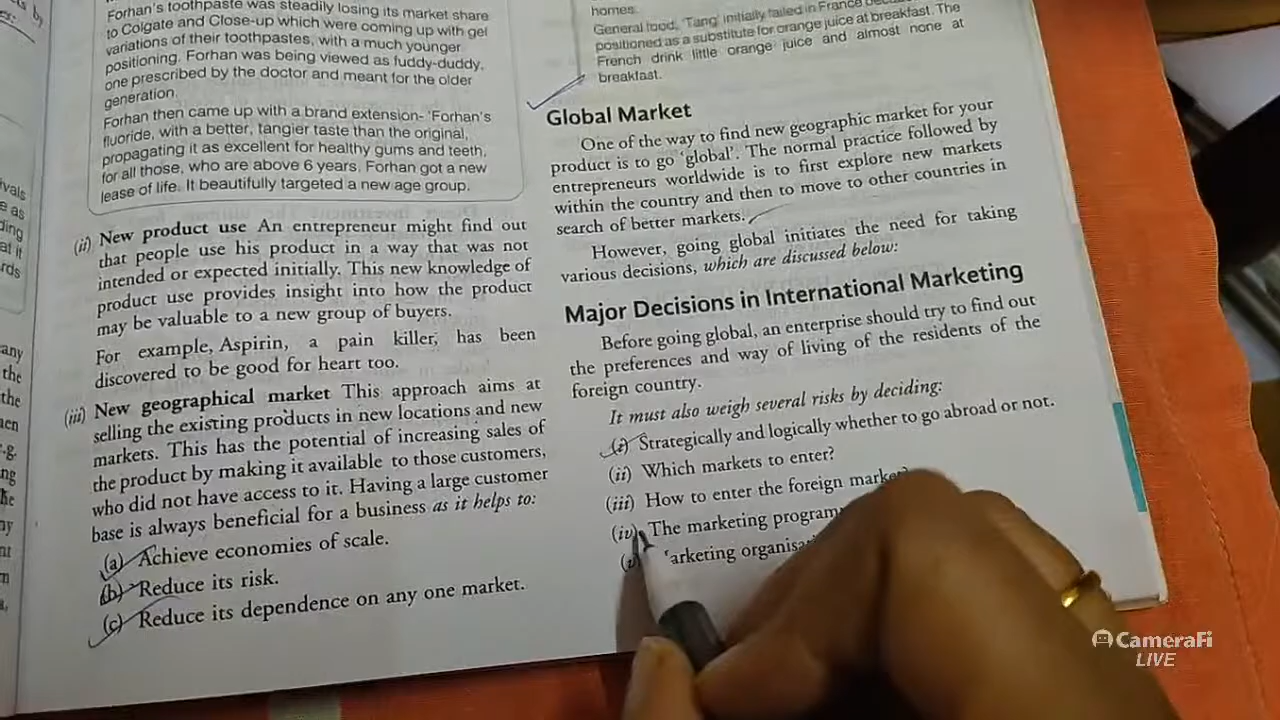 Forhan's toothpaste was steadily losing its market share
to Colgate and Close-up which were coming up with gel
variations of their toothpastes, with a much younger
positioning. Forhan was being viewed as fuddy-duddy,
one prescribed by the doctor and meant for the older
generation.
Forhan then came up with a brand extension- 'Forhan's
fluoride, with a better, tangier taste than the original,
propagating it as excellent for healthy gums and teeth,
for all those, who are above 6 years. Forhan got a new
lease of life. It beautifully targeted a new age group.
(ii) New product use An entrepreneur might find out
that people use his product in a way that was not
intended or expected initially. This new knowledge of
product use provides insight into how the product
may be valuable to a new group of buyers.
For example, Aspirin, a pain killer, has been
discovered to be good for heart too.
(iii) New geographical market This approach aims at
selling the existing products in new locations and new
markets. This has the potential of increasing sales of
the product by making it available to those customers,
who did not have access to it. Having a large customer
base is always beneficial for a business as it helps to:
(a) Achieve economies of scale.
(b) Reduce its risk.
(c) Reduce its dependence on any one market.
homes.
General food, 'Tang' initially failed in France
positioned as a substitute for orange juice at breakfast. The
French drink little orange juice and almost none at
breakfast.
Global Market
One of the way to find new geographic market for your
product is to go 'global'. The normal practice followed by
entrepreneurs worldwide is to first explore new markets
within the country and then to move to other countries in
search of better markets.
However, going global initiates the need for taking
various decisions, which are discussed below:
Major Decisions in International Marketing
Before going global, an enterprise should try to find out
the preferences and way of living of the residents of the
foreign country.
It must also weigh several risks by deciding:
(i) Strategically and logically whether to go abroad or not.
(ii) Which markets to enter?
(iii) How to enter the foreign market?
(iv) The marketing
CameraFi
LIVE